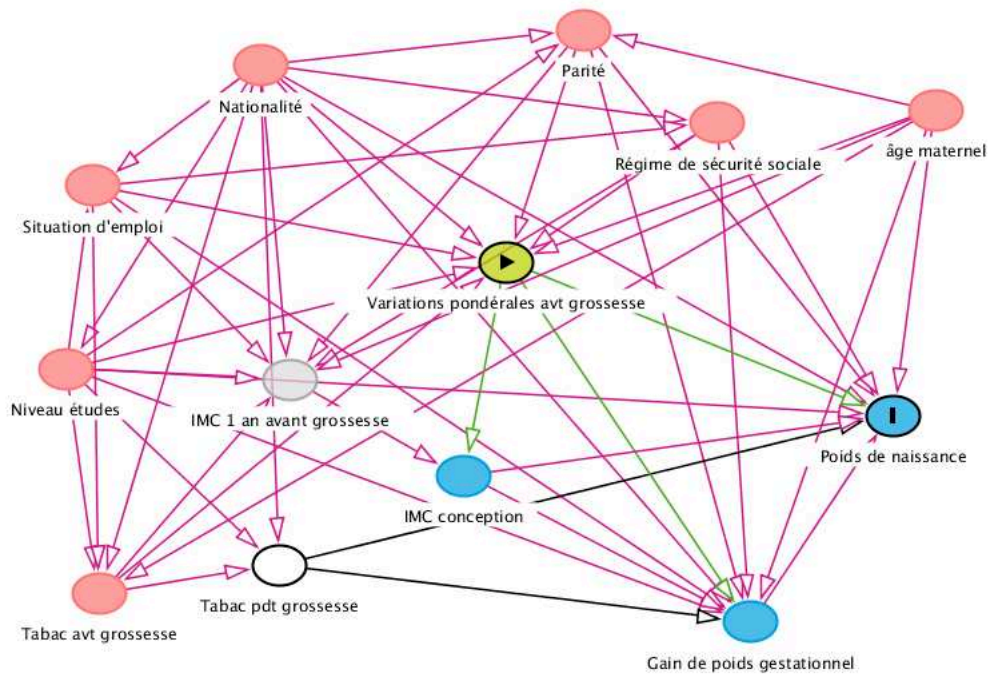 Parité
Nationalité
âge maternel
Régime de sécurité sociale
Situation d'emploi
Variations pondérales avt grossesse
Niveau études
IMC 1 an avant grossesse
Poids de naissance
IMC conception
Tabac pdt grossesse
Tabac avt grossesse
Gain de poids gestationnel